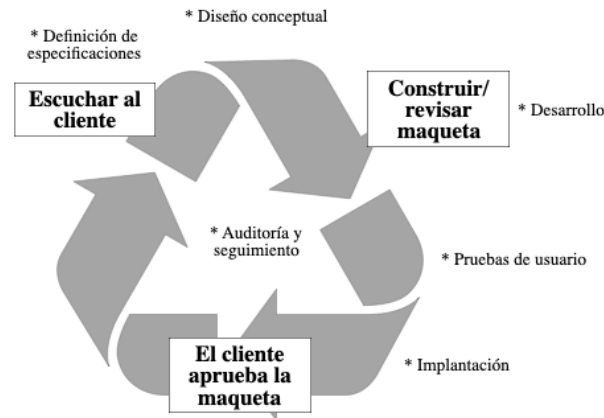 * Diseño conceptual
* Definición de
especificaciones
Escuchar al
cliente
Construir/
revisar
maqueta
* Desarrollo
* Auditoría y
seguimiento
* Pruebas de usuario
El cliente
aprueba la
maqueta
* Implantación